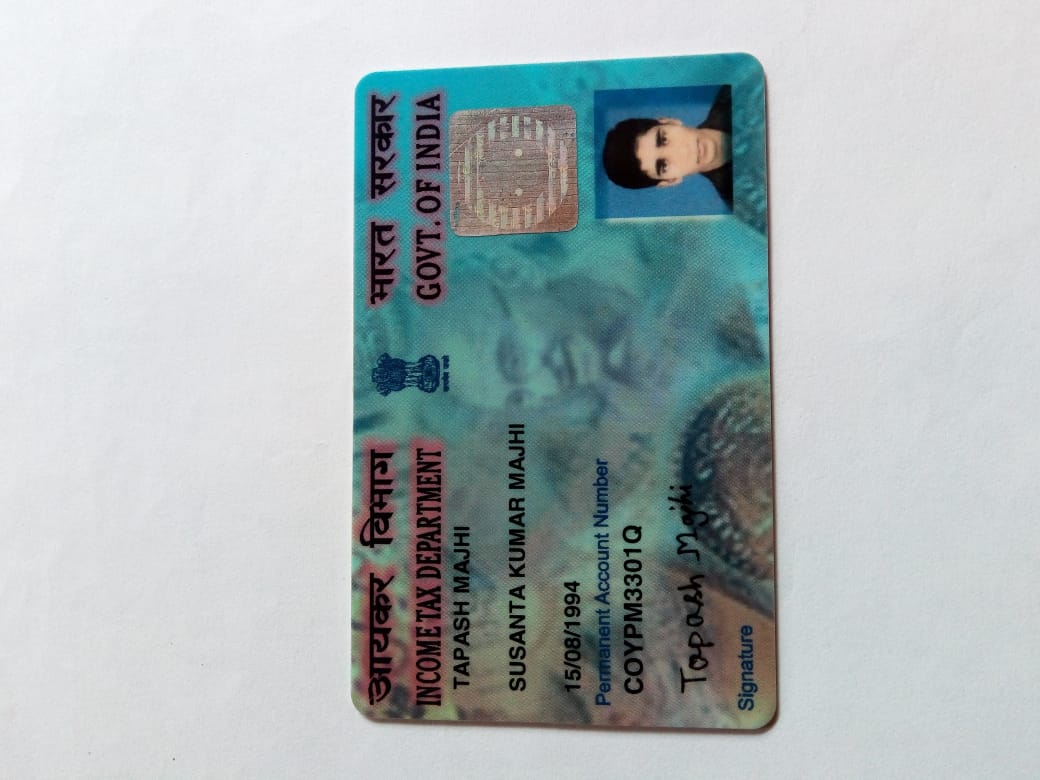 आयकर विभाग
INCOME TAX DEPARTMENT
भारत सरकार
GOVT. OF INDIA
TAPASH MAJHI
SUSANTA KUMAR MAJHI
15/08/1994
Permanent Account Number
COYPM3301Q
Tapash Majhi
Signature